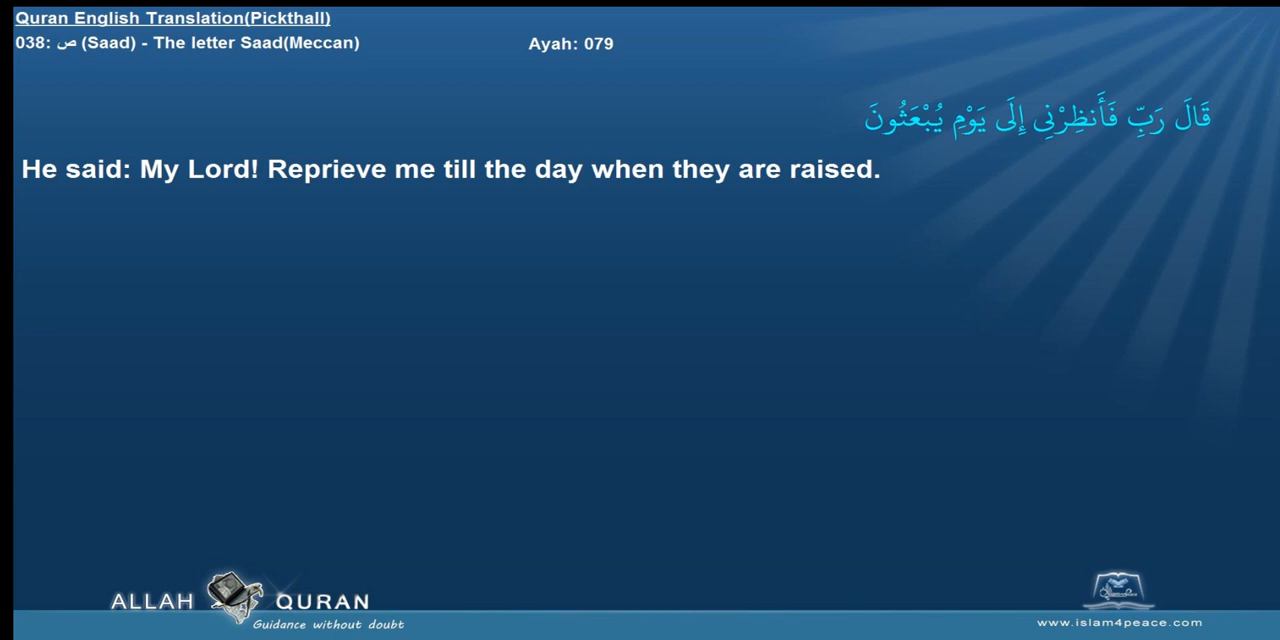 Quran English Translation(Pickthall)
038: ص (Saad) - The letter Saad(Meccan) Ayah: 079
قَالَ رَبِّ فَأَنظِرْنِي إِلَى يَوْمِ يُبْعَثُونَ
He said: My Lord! Reprieve me till the day when they are raised.
ALLAH QURAN
Guidance without doubt
www.islam4peace.com